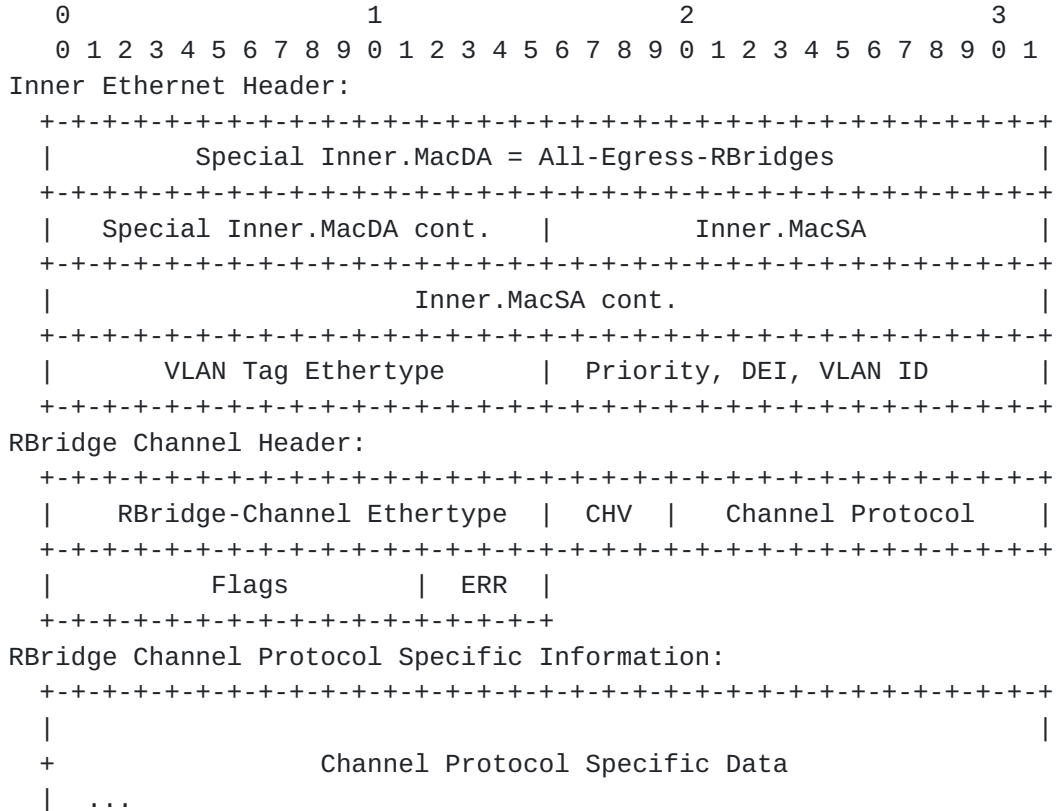 0                   1                   2                   3
   0 1 2 3 4 5 6 7 8 9 0 1 2 3 4 5 6 7 8 9 0 1 2 3 4 5 6 7 8 9 0 1
Inner Ethernet Header:
  +-+-+-+-+-+-+-+-+-+-+-+-+-+-+-+-+-+-+-+-+-+-+-+-+-+-+-+-+-+-+-+-+
  |         Special Inner.MacDA = All-Egress-RBridges             |
  +-+-+-+-+-+-+-+-+-+-+-+-+-+-+-+-+-+-+-+-+-+-+-+-+-+-+-+-+-+-+-+-+
  |   Special Inner.MacDA cont.   |         Inner.MacSA           |
  +-+-+-+-+-+-+-+-+-+-+-+-+-+-+-+-+-+-+-+-+-+-+-+-+-+-+-+-+-+-+-+-+
  |                       Inner.MacSA cont.                       |
  +-+-+-+-+-+-+-+-+-+-+-+-+-+-+-+-+-+-+-+-+-+-+-+-+-+-+-+-+-+-+-+-+
  |       VLAN Tag Ethertype      |  Priority, DEI, VLAN ID       |
  +-+-+-+-+-+-+-+-+-+-+-+-+-+-+-+-+-+-+-+-+-+-+-+-+-+-+-+-+-+-+-+-+
RBridge Channel Header:
  +-+-+-+-+-+-+-+-+-+-+-+-+-+-+-+-+-+-+-+-+-+-+-+-+-+-+-+-+-+-+-+-+
  |    RBridge-Channel Ethertype  |  CHV  |   Channel Protocol    |
  +-+-+-+-+-+-+-+-+-+-+-+-+-+-+-+-+-+-+-+-+-+-+-+-+-+-+-+-+-+-+-+-+
  |          Flags        |  ERR  |
  +-+-+-+-+-+-+-+-+-+-+-+-+-+-+-+-+
RBridge Channel Protocol Specific Information:
  +-+-+-+-+-+-+-+-+-+-+-+-+-+-+-+-+-+-+-+-+-+-+-+-+-+-+-+-+-+-+-+-+
  |                                                               |
  +                 Channel Protocol Specific Data
  |  ...